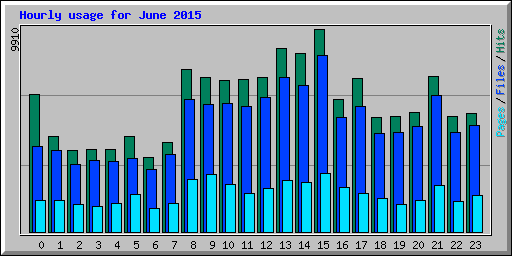 Hourly usage for June 2015
9910
Pages/Files/Hits
0 1 2 3 4 5 6 7 8 9 10 11 12 13 14 15 16 17 18 19 20 21 22 23